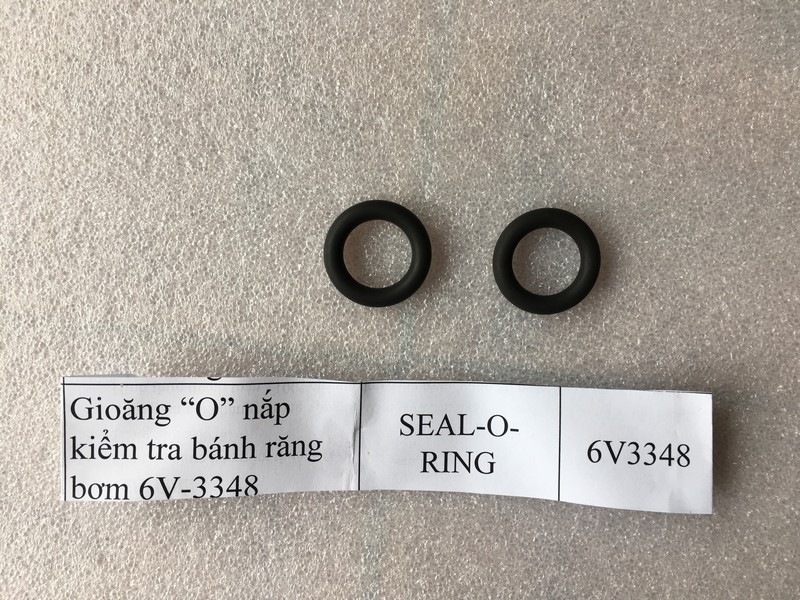 Gioăng “O” nắp
kiểm tra bánh răng
bơm 6V-3348
SEAL-O-
RING
6V3348